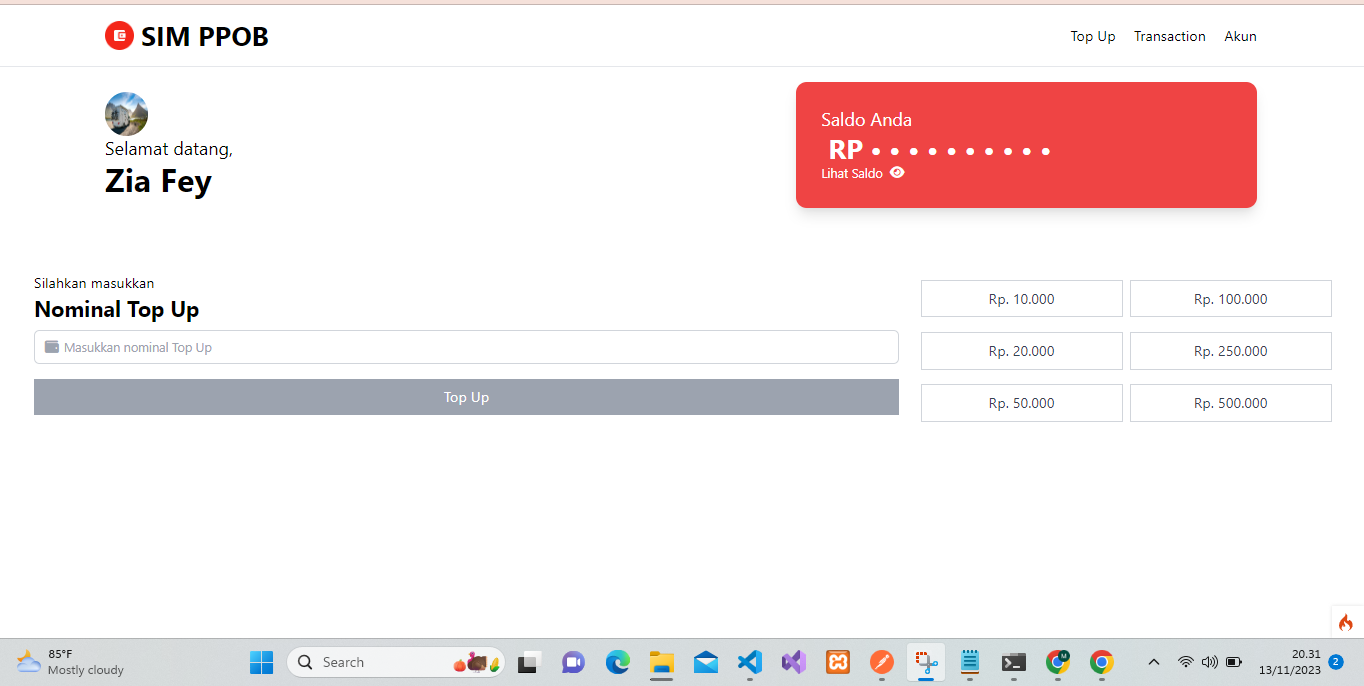 SIM PPOB
Top Up
Transaction
Akun
Selamat datang,
Zia Fey
Saldo Anda
RP • • • • • • • • • •
Lihat Saldo
Silahkan masukkan
Nominal Top Up
Masukkan nominal Top Up
Top Up
Rp. 10.000
Rp. 100.000
Rp. 20.000
Rp. 250.000
Rp. 50.000
Rp. 500.000
85°F
Mostly cloudy
Search
M
20.31
13/11/2023
2